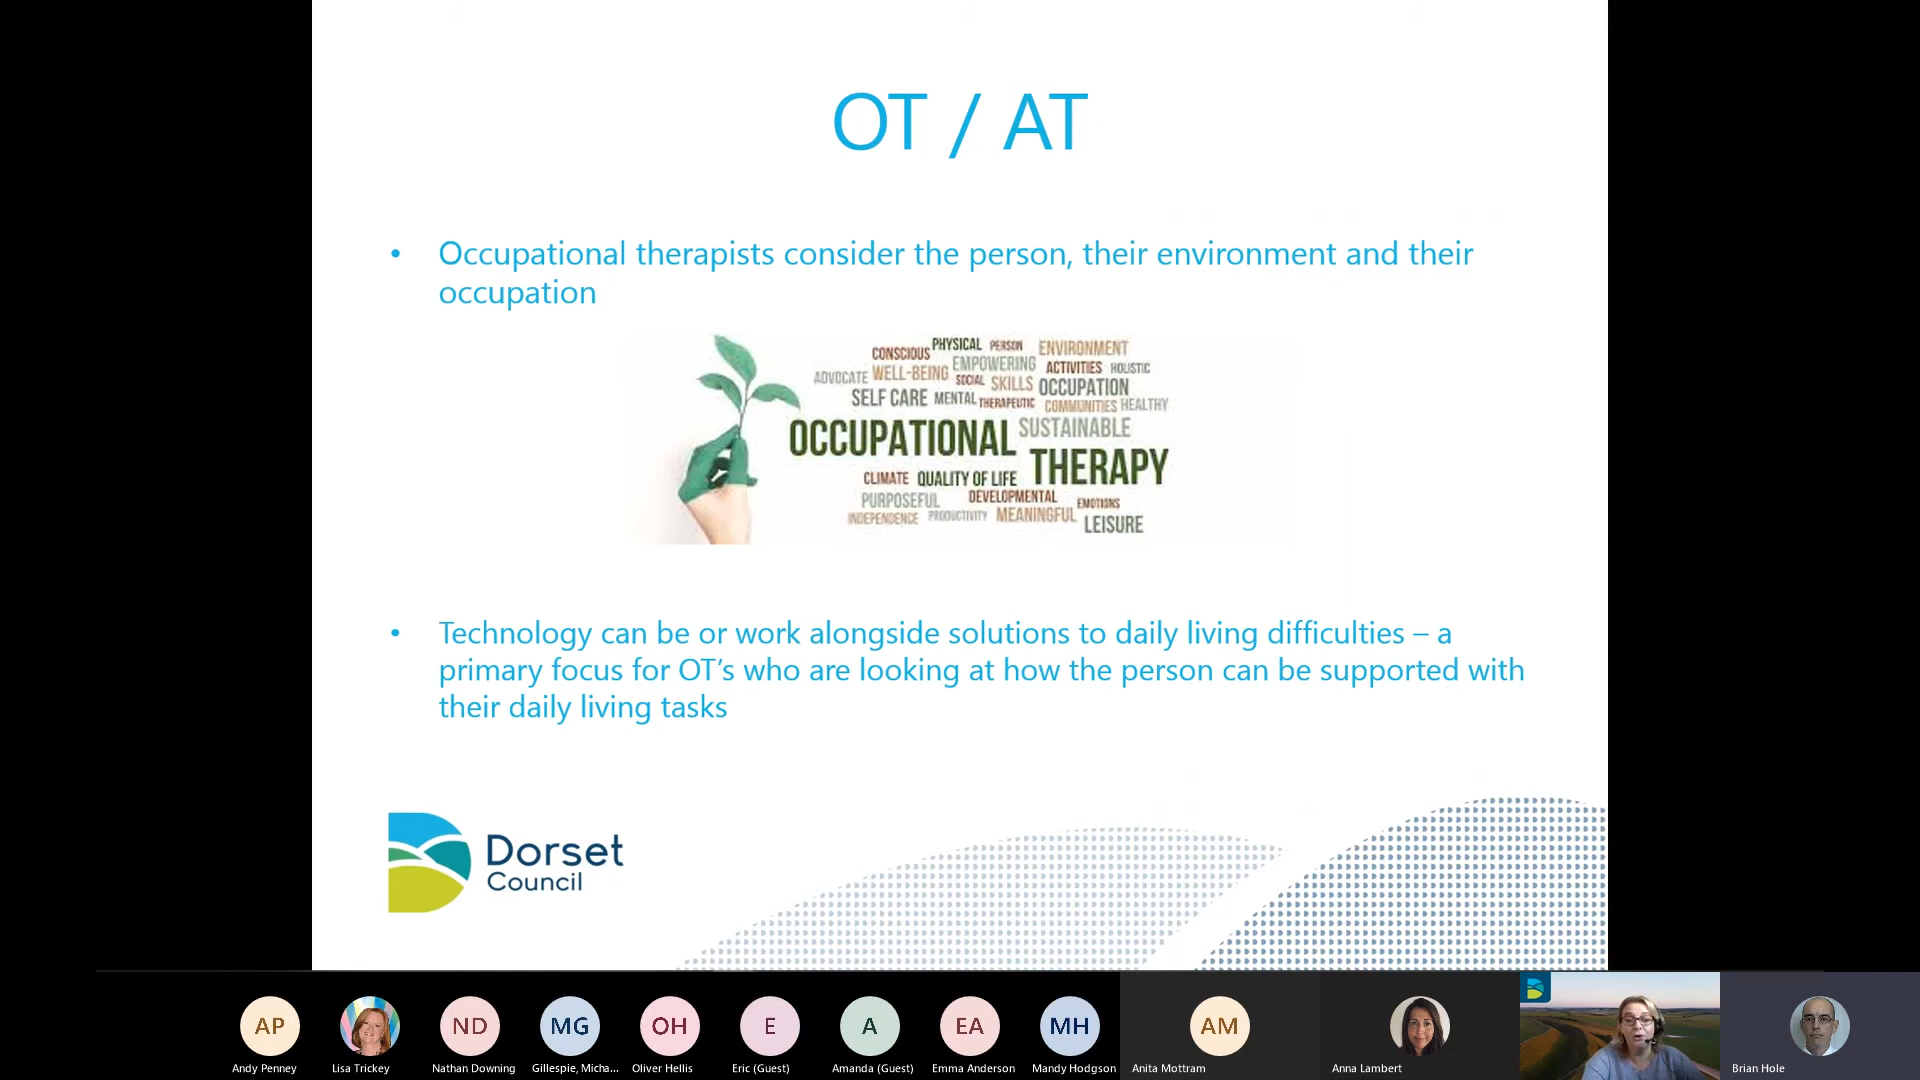 OT / AT
• Occupational therapists consider the person, their environment and their
occupation
PHYSICAL PERSON ENVIRONMENT
CONSCIOUS EMPOWERING ACTIVITIES HOLISTIC
ADVOCATE WELL-BEING SOCIAL SKILLS OCCUPATION
SELF CARE MENTAL THERAPEUTIC COMMUNITIES HEALTHY
OCCUPATIONAL SUSTAINABLE
THERAPY
CLIMATE QUALITY OF LIFE
PURPOSEFUL DEVELOPMENTAL EMOTIONS
INDEPENDENCE PRODUCTIVITY MEANINGFUL LEISURE
• Technology can be or work alongside solutions to daily living difficulties – a
primary focus for OT’s who are looking at how the person can be supported with
their daily living tasks
Dorset
Council
AP ND MG OH E A EA MH AM
Andy Penney Lisa Trickey Nathan Downing Gillespie, Micha... Oliver Hellis Eric (Guest) Amanda (Guest) Emma Anderson Mandy Hodgson Anita Mottram Anna Lambert Brian Hole